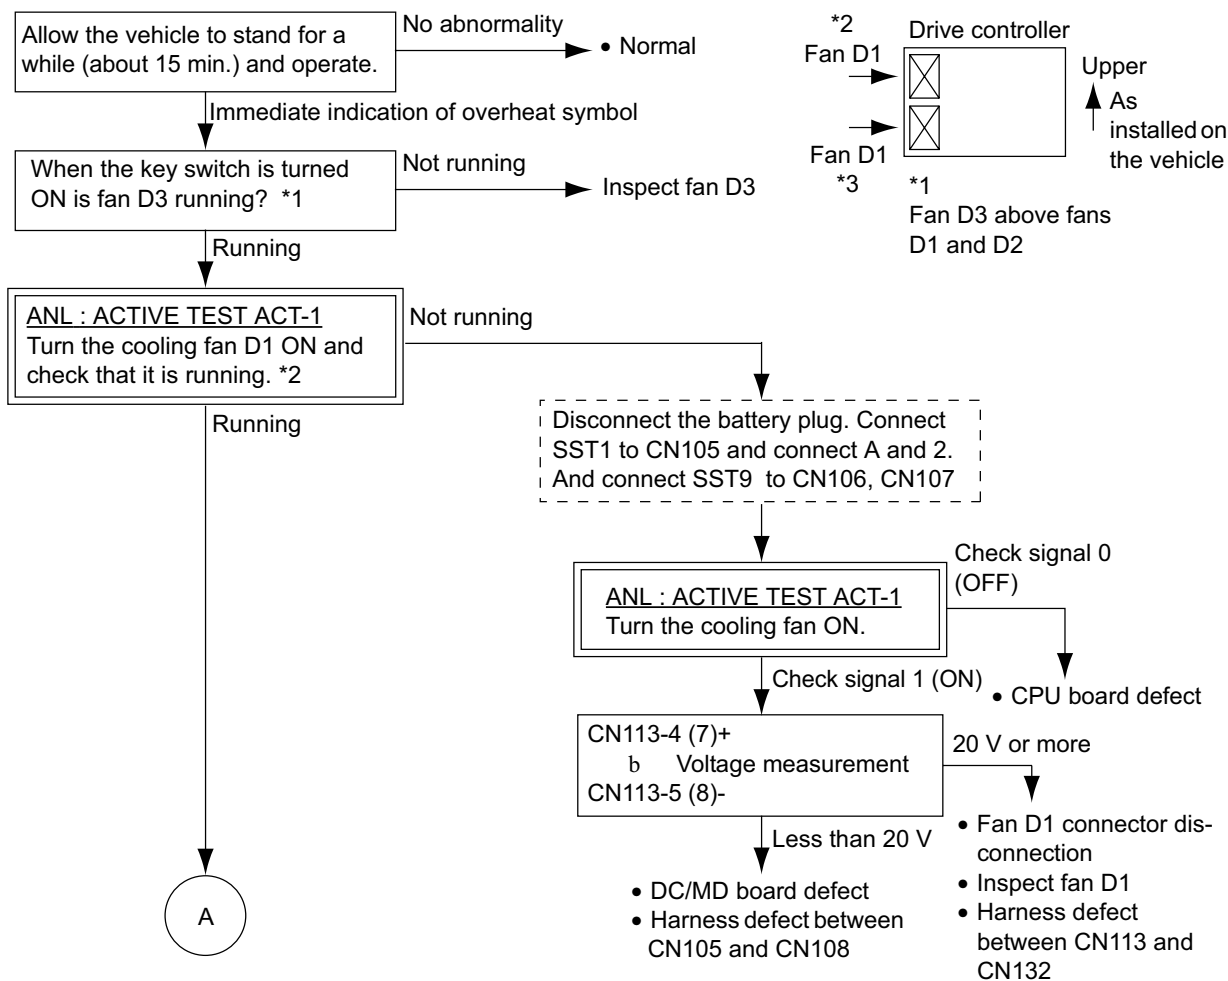 Allow the vehicle to stand for a
while (about 15 min.) and operate.
No abnormality
• Normal
Immediate indication of overheat symbol
When the key switch is turned
ON is fan D3 running? *1
Not running
Inspect fan D3
Running
ANL : ACTIVE TEST ACT-1
Turn the cooling fan D1 ON and
check that it is running. *2
Not running
Running
A
*2
Fan D1
Drive controller
Upper
As
installed on
the vehicle
Fan D1
*3
*1
Fan D3 above fans
D1 and D2
Disconnect the battery plug. Connect
SST1 to CN105 and connect A and 2.
And connect SST9 to CN106, CN107
ANL : ACTIVE TEST ACT-1
Turn the cooling fan ON.
Check signal 0
(OFF)
• CPU board defect
Check signal 1 (ON)
CN113-4 (7)+
b Voltage measurement
CN113-5 (8)-
20 V or more
• Fan D1 connector dis-
connection
• Inspect fan D1
• Harness defect
between CN113 and
CN132
Less than 20 V
• DC/MD board defect
• Harness defect between
CN105 and CN108